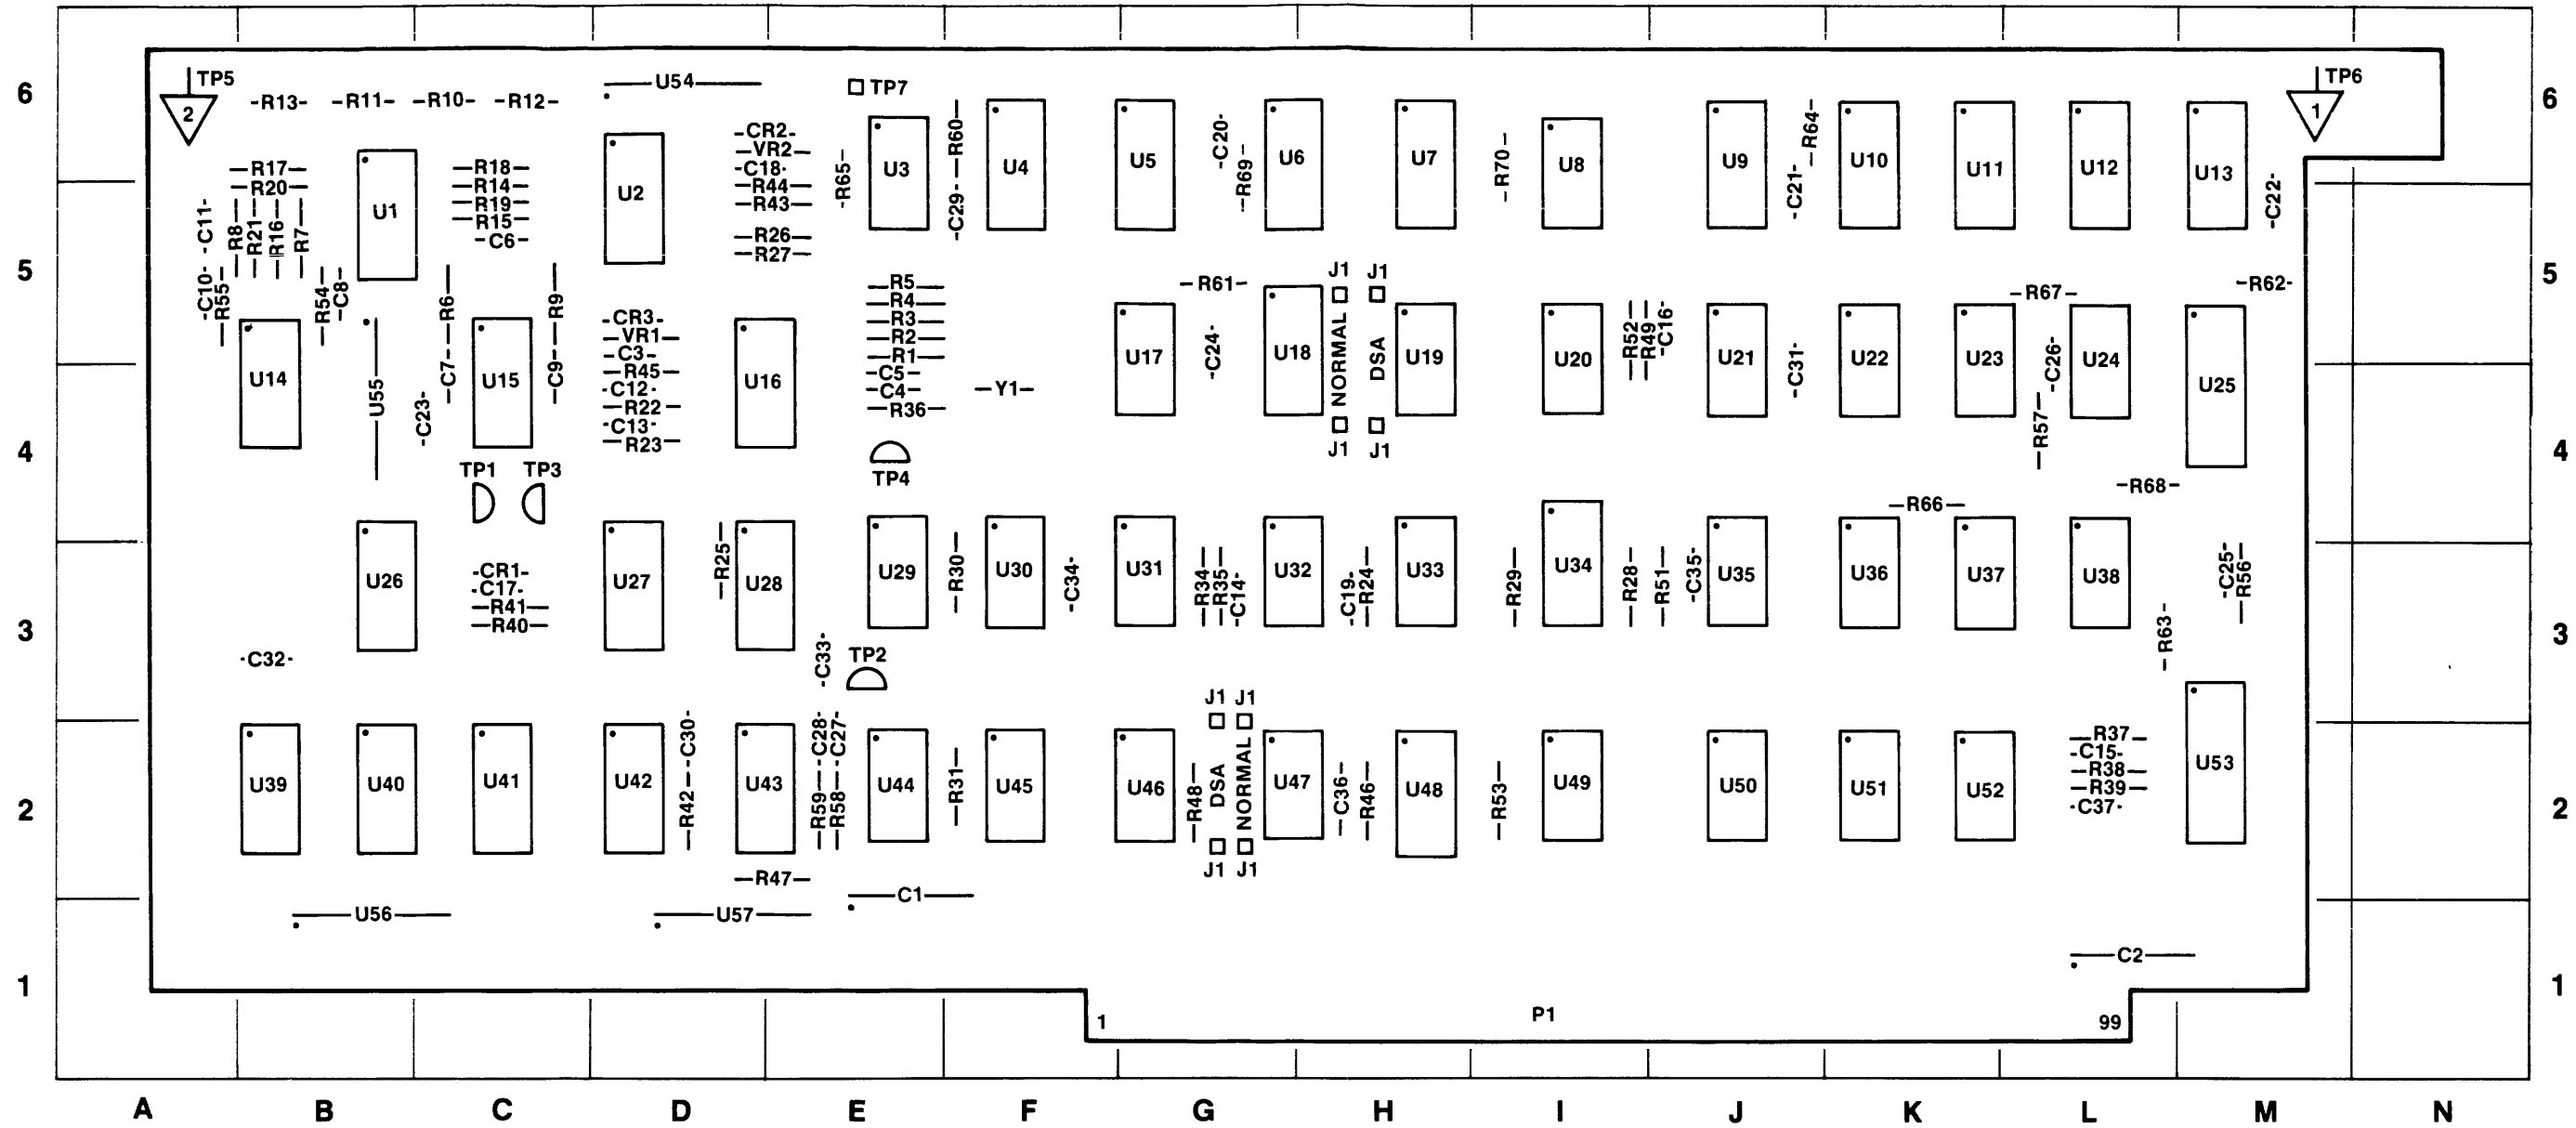 6 TP5 2 -R13- -R11- -R10- -R12- U54 TP7 TP6 1 6
CR2 VR2 C18 R44 R43 R26 R27
R65 U3 R60 C29 U4 U5 C20 R69 U6 U7 R70 U8 U9 C21 R64 U10 U11 U12 U13 C22
R17 R20 R18 R14 R19 R15 C6
C11 R8 R21 R16 R7 U1 U2
5 C10 R55 R54 C8 R6 R9 5
R5 R4 R3 R2 R1 C5 C4 R36
R61 J1 J1 R67 R62
CR3 VR1 C3 R45 C12 R22 C13 R23
U14 U55 C23 C7 U15 C9 U16 Y1 U17 C24 U18 NORMAL DSA U19 U20 R52 R49 C16 U21 C31 U22 U23 R57 C26 U24 U25
4 J1 J1 4
TP1 TP3 TP4
R68
R66
U26 CR1 C17 R41 R40 U27 R25 U28 U29 R30 U30 C34 U31 R34 R35 C14 U32 C19 R24 U33 R29 U34 R28 R51 C35 U35 U36 U37 U38 C25 R56
3 R63 3
C32 C33 TP2
J1 J1
U39 U40 U41 U42 R42 C30 U43 R59 C28 R58 C27 U44 R31 U45 U46 R48 DSA NORMAL U47 C36 R46 U48 R53 U49 U50 U51 U52 R37 C15 R38 R39 C37 U53
2 2
J1 J1
R47
C1
U56 U57
C2
1 1
1 P1 99
A B C D E F G H I J K L M N